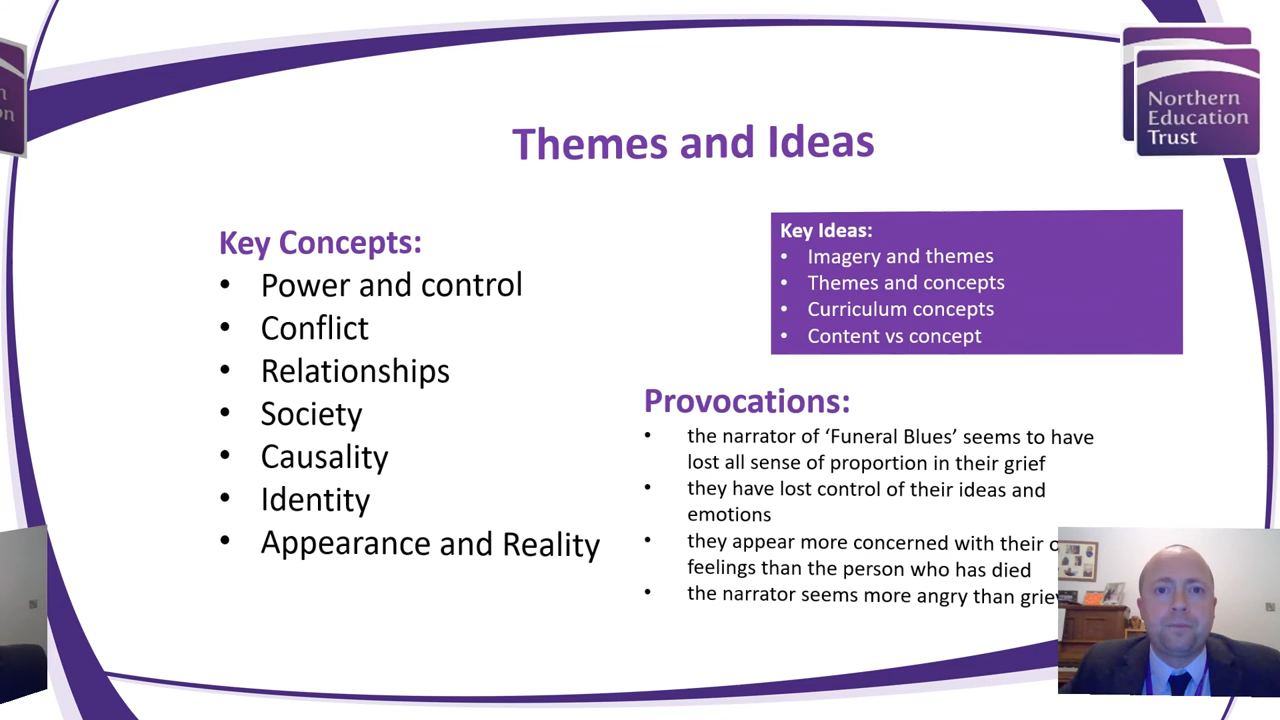 Northern
Education
Trust
Themes and Ideas
Key Concepts:
• Power and control
• Conflict
• Relationships
• Society
• Causality
• Identity
• Appearance and Reality
Key Ideas:
• Imagery and themes
• Themes and concepts
• Curriculum concepts
• Content vs concept
Provocations:
• the narrator of ‘Funeral Blues’ seems to have
lost all sense of proportion in their grief
• they have lost control of their ideas and
emotions
• they appear more concerned with their
feelings than the person who has died
• the narrator seems more angry than